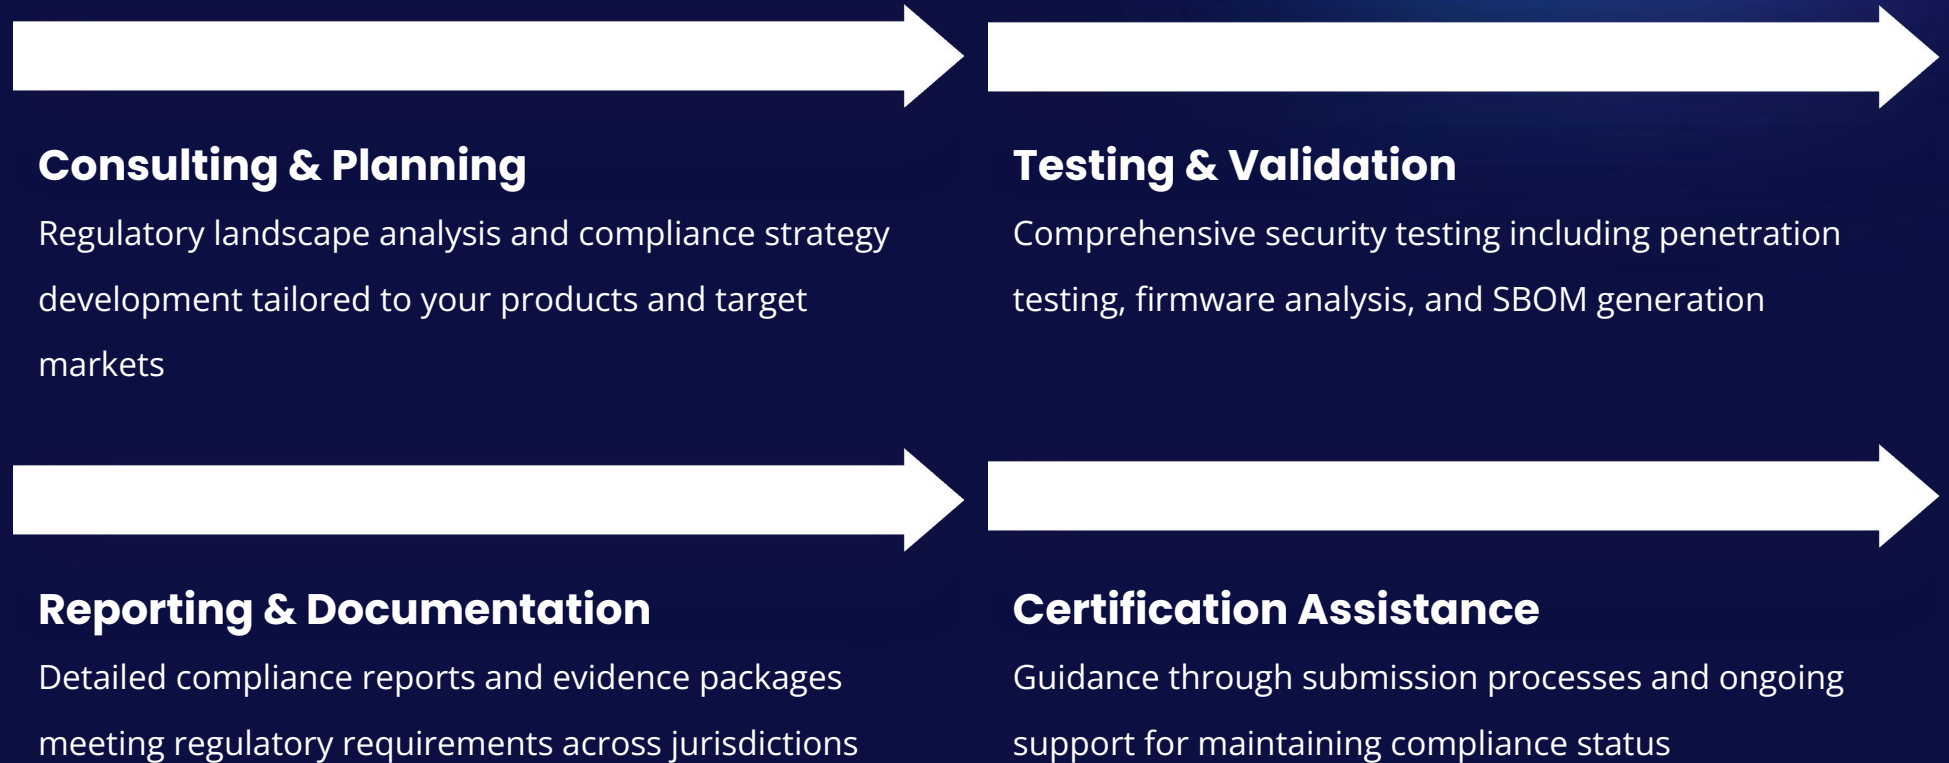 Consulting & Planning
Regulatory landscape analysis and compliance strategy
development tailored to your products and target
markets
Testing & Validation
Comprehensive security testing including penetration
testing, firmware analysis, and SBOM generation
Reporting & Documentation
Detailed compliance reports and evidence packages
meeting regulatory requirements across jurisdictions
Certification Assistance
Guidance through submission processes and ongoing
support for maintaining compliance status